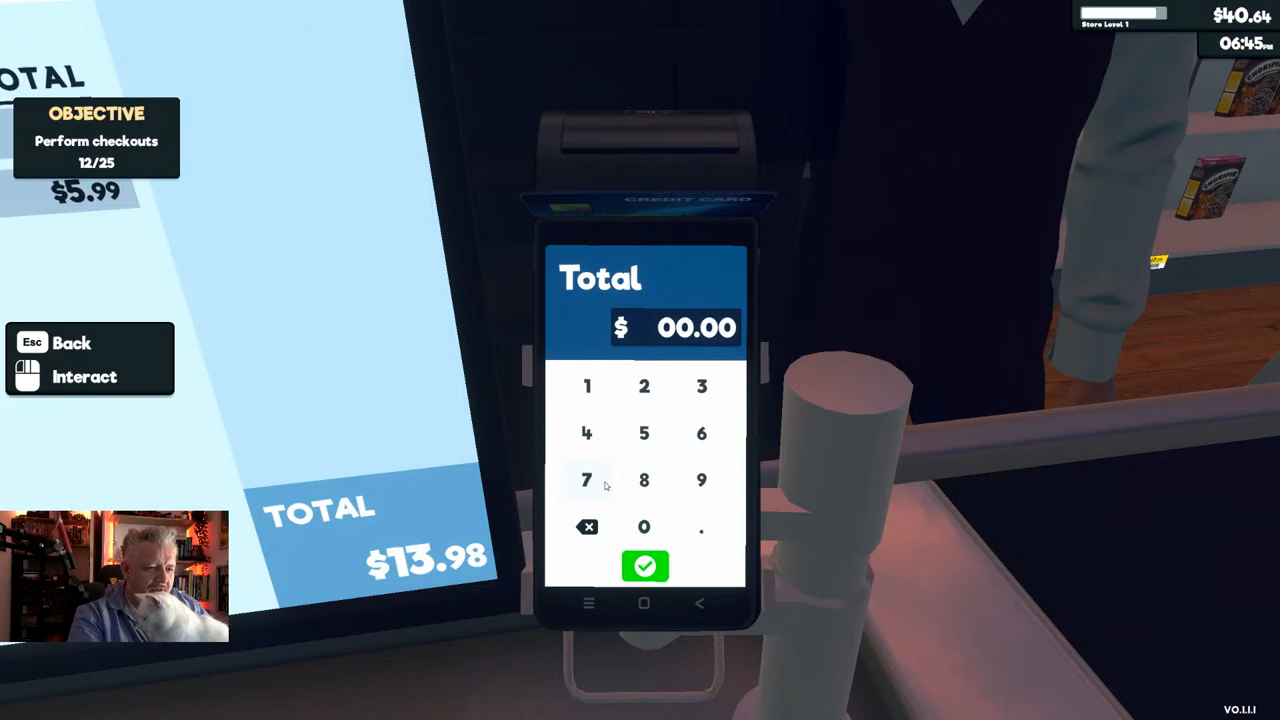 $40.64
Store Level 1
06:45PM
OTAL
OBJECTIVE
Perform checkouts
12/25
$5.99
CREDIT CARD
Total
$ 00.00
Esc Back
Interact
1 2 3
4 5 6
7 8 9
0 .
TOTAL
$13.98
V0.1.1.1